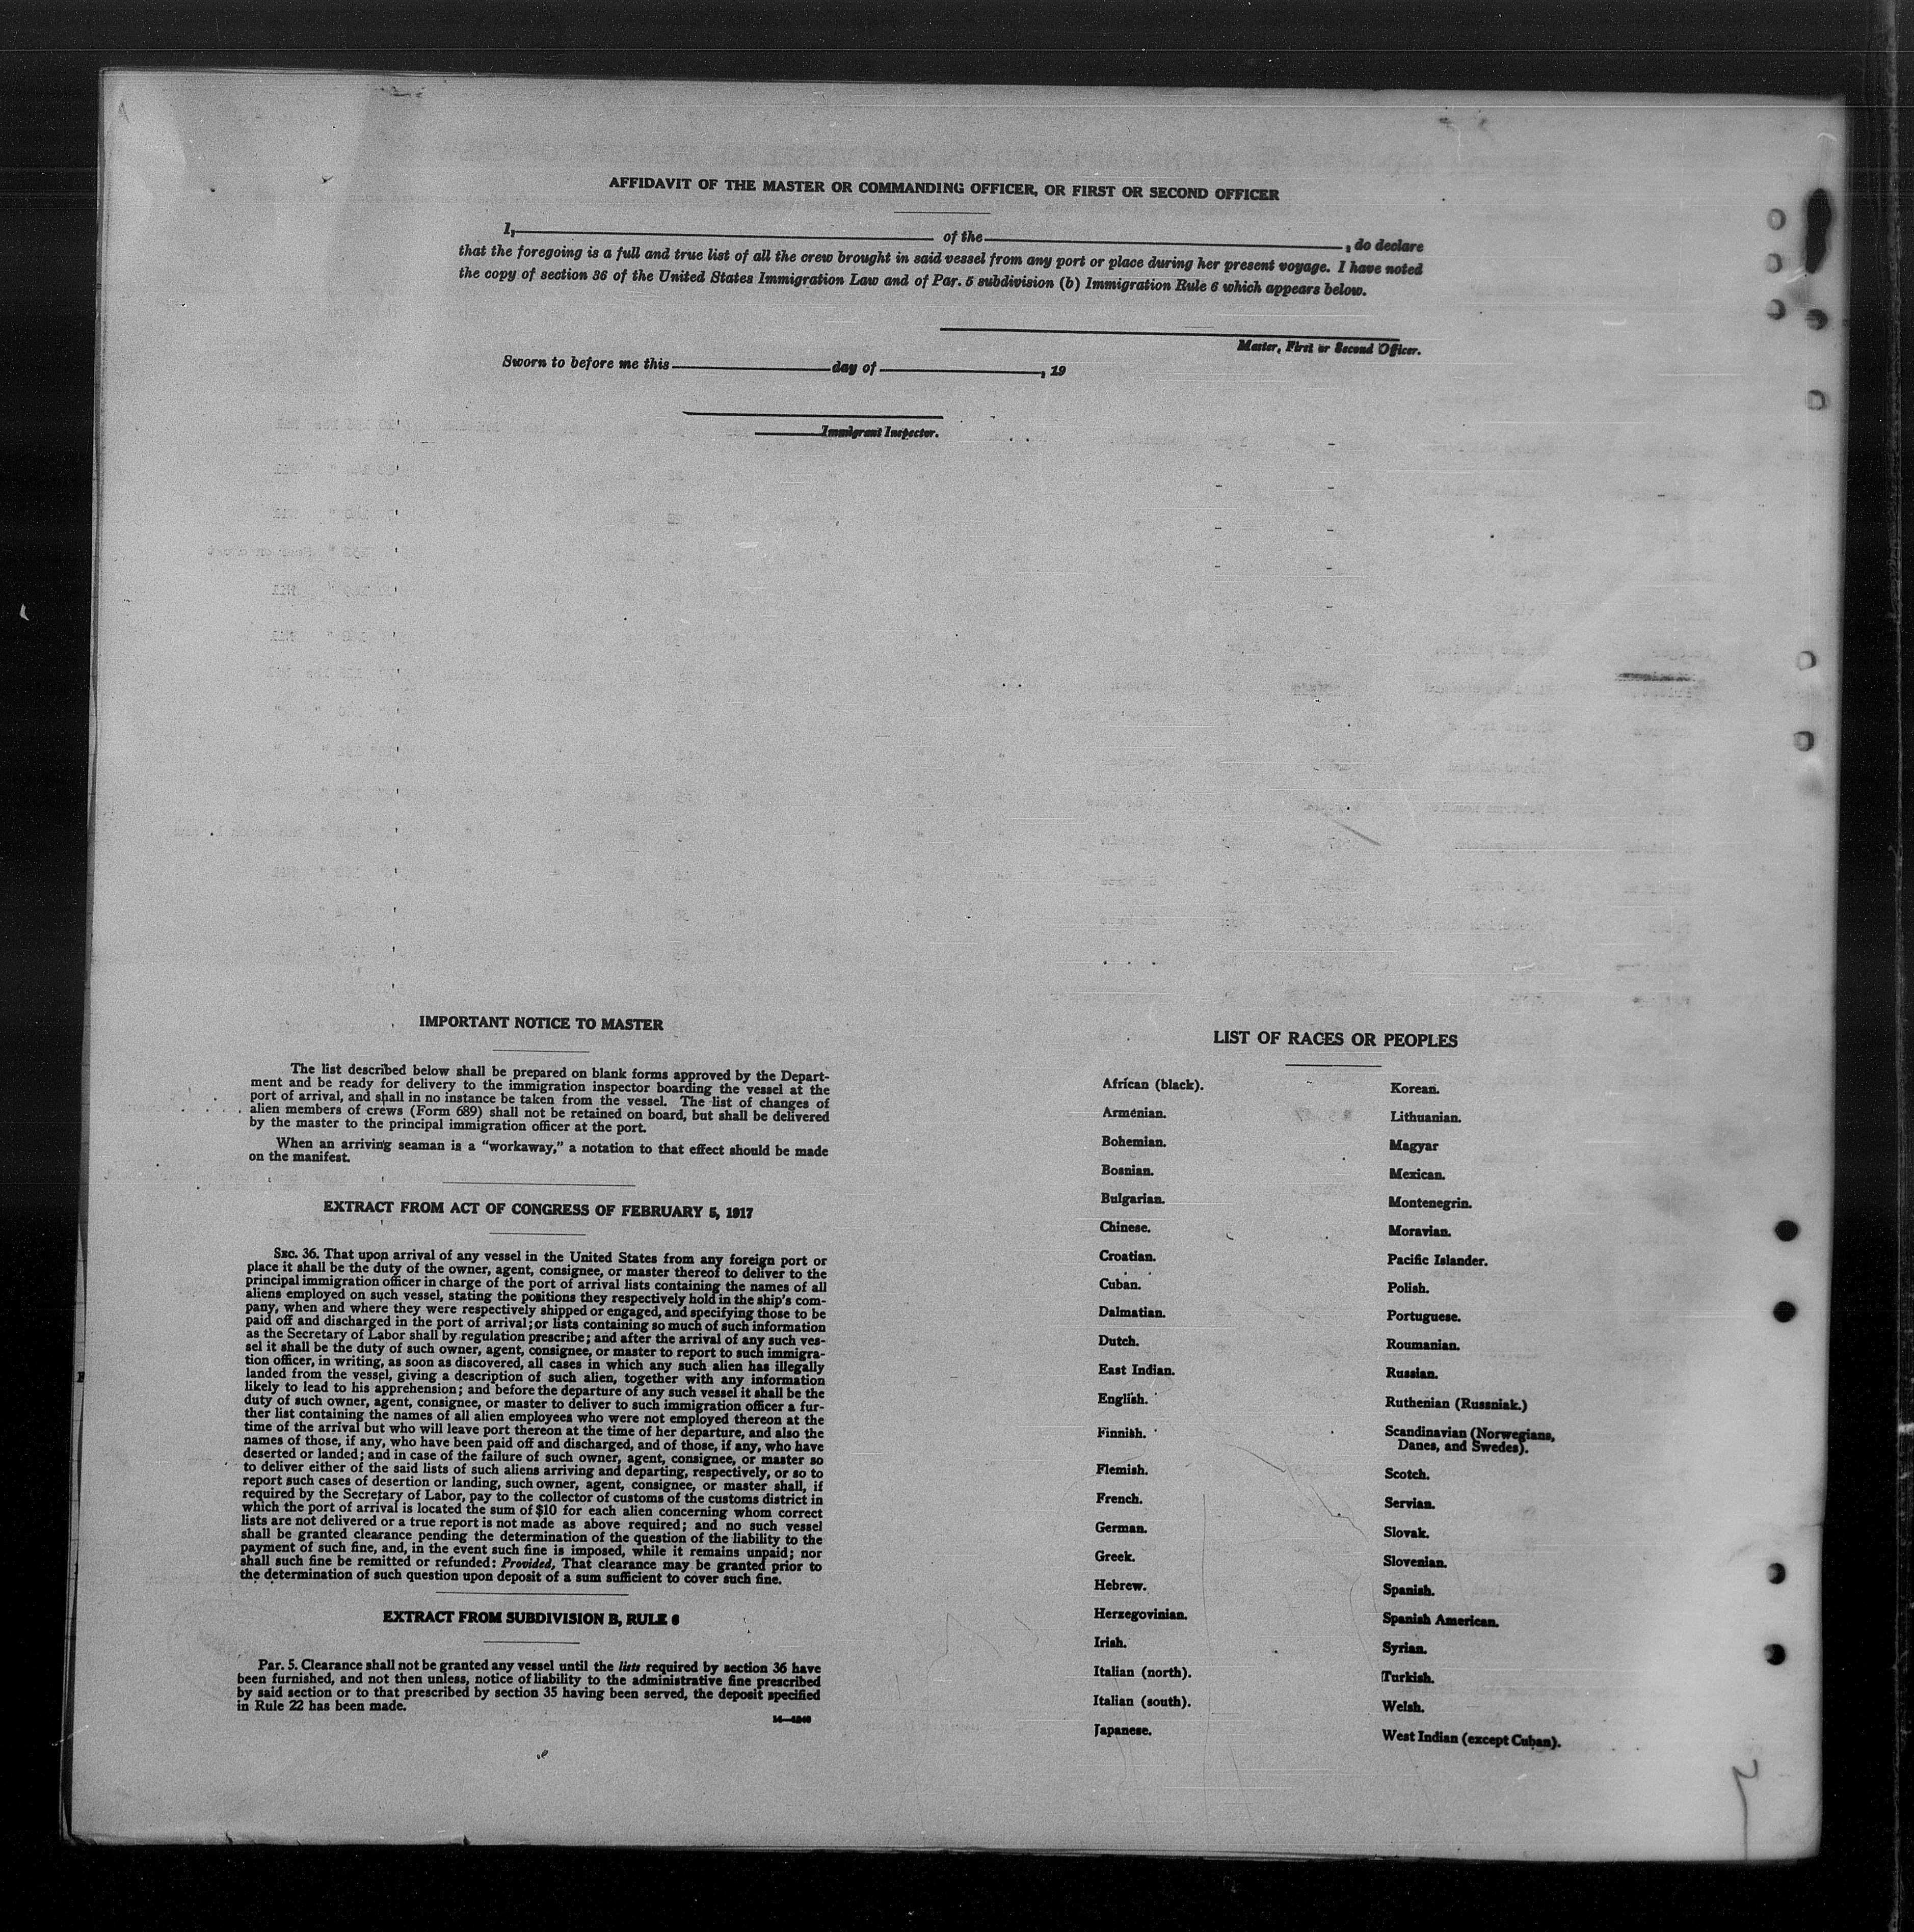 AFFIDAVIT OF THE MASTER OR COMMANDING OFFICER, OR FIRST OR SECOND OFFICER
I, of the , do declare
that the foregoing is a full and true list of all the crew brought in said vessel from any port or place during her present voyage. I have noted
the copy of section 36 of the United States Immigration Law and of Par. 5 subdivision (b) Immigration Rule 6 which appears below.
Master, First or Second Officer.
Sworn to before me this day of , 19
Immigrant Inspector.
IMPORTANT NOTICE TO MASTER
The list described below shall be prepared on blank forms approved by the Depart-
ment and be ready for delivery to the immigration inspector boarding the vessel at the
port of arrival, and shall in no instance be taken from the vessel. The list of changes of
alien members of crews (Form 689) shall not be retained on board, but shall be delivered
by the master to the principal immigration officer at the port.
When an arriving seaman is a "workaway," a notation to that effect should be made
on the manifest.
EXTRACT FROM ACT OF CONGRESS OF FEBRUARY 5, 1917
SEC. 36. That upon arrival of any vessel in the United States from any foreign port or
place it shall be the duty of the owner, agent, consignee, or master thereof to deliver to the
principal immigration officer in charge of the port of arrival lists containing the names of all
aliens employed on such vessel, stating the positions they respectively hold in the ship's com-
pany, when and where they were respectively shipped or engaged, and specifying those to be
paid off and discharged in the port of arrival; or lists containing so much of such information
as the Secretary of Labor shall by regulation prescribe; and after the arrival of any such ves-
sel it shall be the duty of such owner, agent, consignee, or master to report to such immigra-
tion officer, in writing, as soon as discovered, all cases in which any such alien has illegally
landed from the vessel, giving a description of such alien, together with any information
likely to lead to his apprehension; and before the departure of any such vessel it shall be the
duty of such owner, agent, consignee, or master to deliver to such immigration officer a fur-
ther list containing the names of all alien employees who were not employed thereon at the
time of the arrival but who will leave port thereon at the time of her departure, and also the
names of those, if any, who have been paid off and discharged, and of those, if any, who have
deserted or landed; and in case of the failure of such owner, agent, consignee, or master so
to deliver either of the said lists of such aliens arriving and departing, respectively, or so to
report such cases of desertion or landing, such owner, agent, consignee, or master shall, if
required by the Secretary of Labor, pay to the collector of customs of the customs district in
which the port of arrival is located the sum of $10 for each alien concerning whom correct
lists are not delivered or a true report is not made as above required; and no such vessel
shall be granted clearance pending the determination of the question of the liability to the
payment of such fine, and, in the event such fine is imposed, while it remains unpaid; nor
shall such fine be remitted or refunded: Provided, That clearance may be granted prior to
the determination of such question upon deposit of a sum sufficient to cover such fine.
EXTRACT FROM SUBDIVISION B, RULE 6
Par. 5. Clearance shall not be granted any vessel until the lists required by section 36 have
been furnished, and not then unless, notice of liability to the administrative fine prescribed
by said section or to that prescribed by section 35 having been served, the deposit specified
in Rule 22 has been made.
LIST OF RACES OR PEOPLES
African (black).
Armenian.
Bohemian.
Bosnian.
Bulgarian.
Chinese.
Croatian.
Cuban.
Dalmatian.
Dutch.
East Indian.
English.
Finnish.
Flemish.
French.
German.
Greek.
Hebrew.
Herzegovinian.
Irish.
Italian (north).
Italian (south).
Japanese.
Korean.
Lithuanian.
Magyar
Mexican.
Montenegrin.
Moravian.
Pacific Islander.
Polish.
Portuguese.
Roumanian.
Russian.
Ruthenian (Russniak.)
Scandinavian (Norwegians,
Danes, and Swedes).
Scotch.
Servian.
Slovak.
Slovenian.
Spanish.
Spanish American.
Syrian.
Turkish.
Welsh.
West Indian (except Cuban).